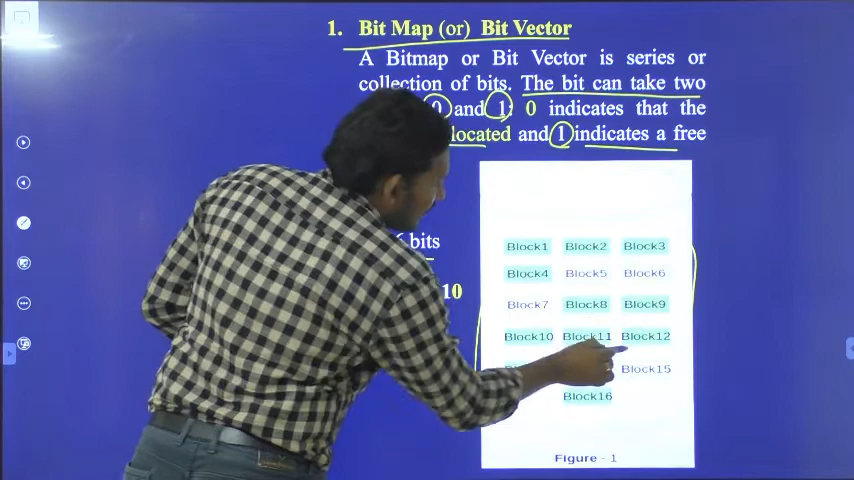 1. Bit Map (or) Bit Vector
A Bitmap or Bit Vector is series or
collection of bits. The bit can take two
0 and 1: 0 indicates that the
located and 1 indicates a free
6 bits
10
Block1 Block2 Block3
Block4 Block5 Block6
Block7 Block8 Block9
Block10 Block11 Block12
Block15
Block16
Figure - 1